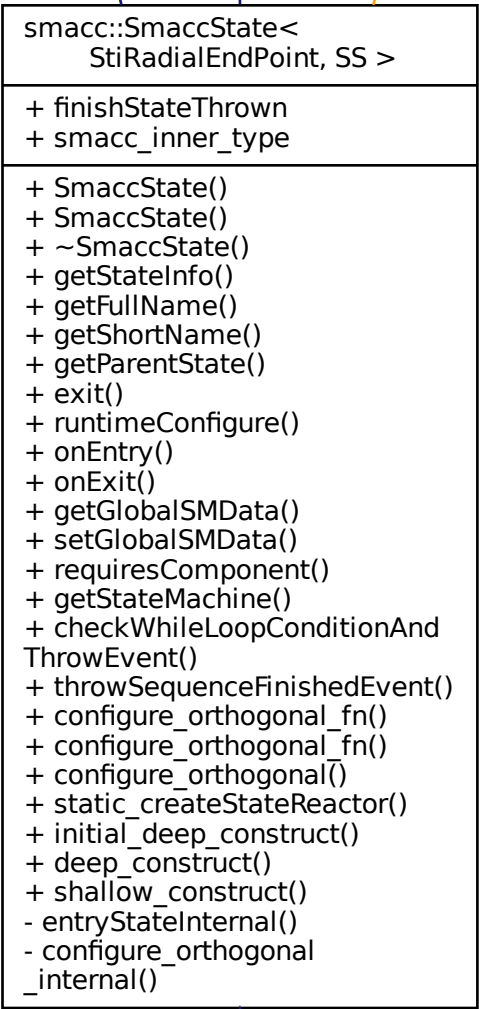 smacc::SmaccState<
StiRadialEndPoint, SS >
+ finishStateThrown
+ smacc_inner_type
+ SmaccState()
+ SmaccState()
+ ~SmaccState()
+ getStateInfo()
+ getFullName()
+ getShortName()
+ getParentState()
+ exit()
+ runtimeConfigure()
+ onEntry()
+ onExit()
+ getGlobalSMData()
+ setGlobalSMData()
+ requiresComponent()
+ getStateMachine()
+ checkWhileLoopConditionAnd
ThrowEvent()
+ throwSequenceFinishedEvent()
+ configure_orthogonal_fn()
+ configure_orthogonal_fn()
+ configure_orthogonal()
+ static_createStateReactor()
+ initial_deep_construct()
+ deep_construct()
+ shallow_construct()
- entryStateInternal()
- configure_orthogonal
_internal()